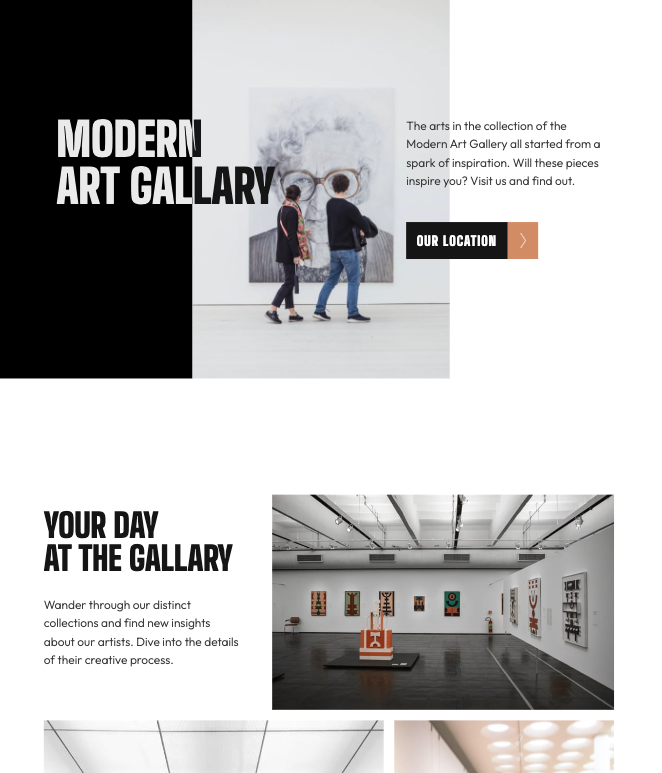 MODERN
ART GALLARY
The arts in the collection of the
Modern Art Gallery all started from a
spark of inspiration. Will these pieces
inspire you? Visit us and find out.
OUR LOCATION
YOUR DAY
AT THE GALLARY
Wander through our distinct
collections and find new insights
about our artists. Dive into the details
of their creative process.